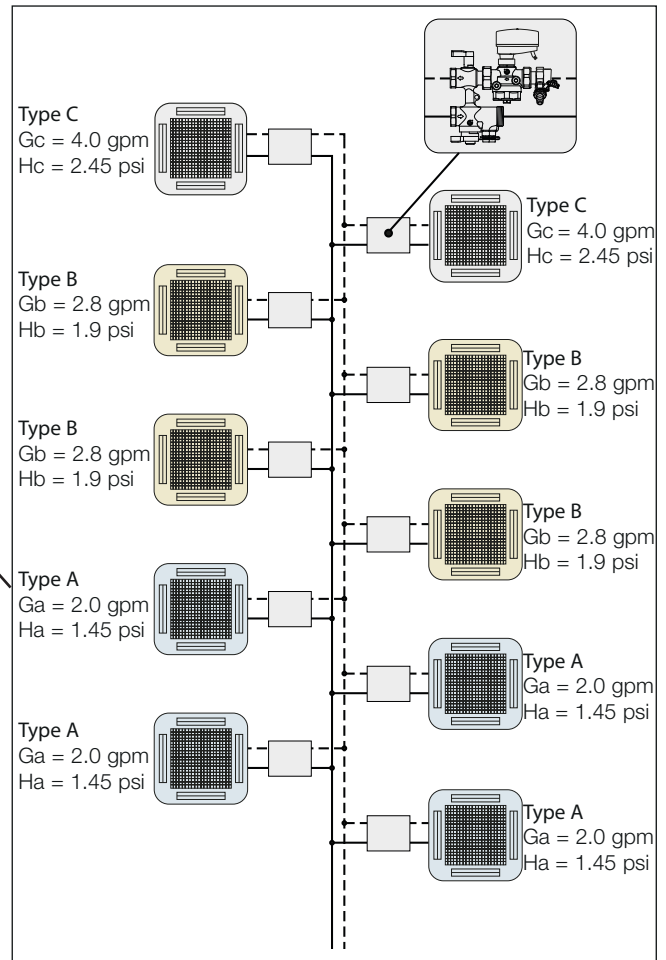 Type C
Gc = 4.0 gpm
Hc = 2.45 psi
Type C
Gc = 4.0 gpm
Hc = 2.45 psi
Type B
Gb = 2.8 gpm
Hb = 1.9 psi
Type B
Gb = 2.8 gpm
Hb = 1.9 psi
Type B
Gb = 2.8 gpm
Hb = 1.9 psi
Type B
Gb = 2.8 gpm
Hb = 1.9 psi
Type A
Ga = 2.0 gpm
Ha = 1.45 psi
Type A
Ga = 2.0 gpm
Ha = 1.45 psi
Type A
Ga = 2.0 gpm
Ha = 1.45 psi
Type A
Ga = 2.0 gpm
Ha = 1.45 psi